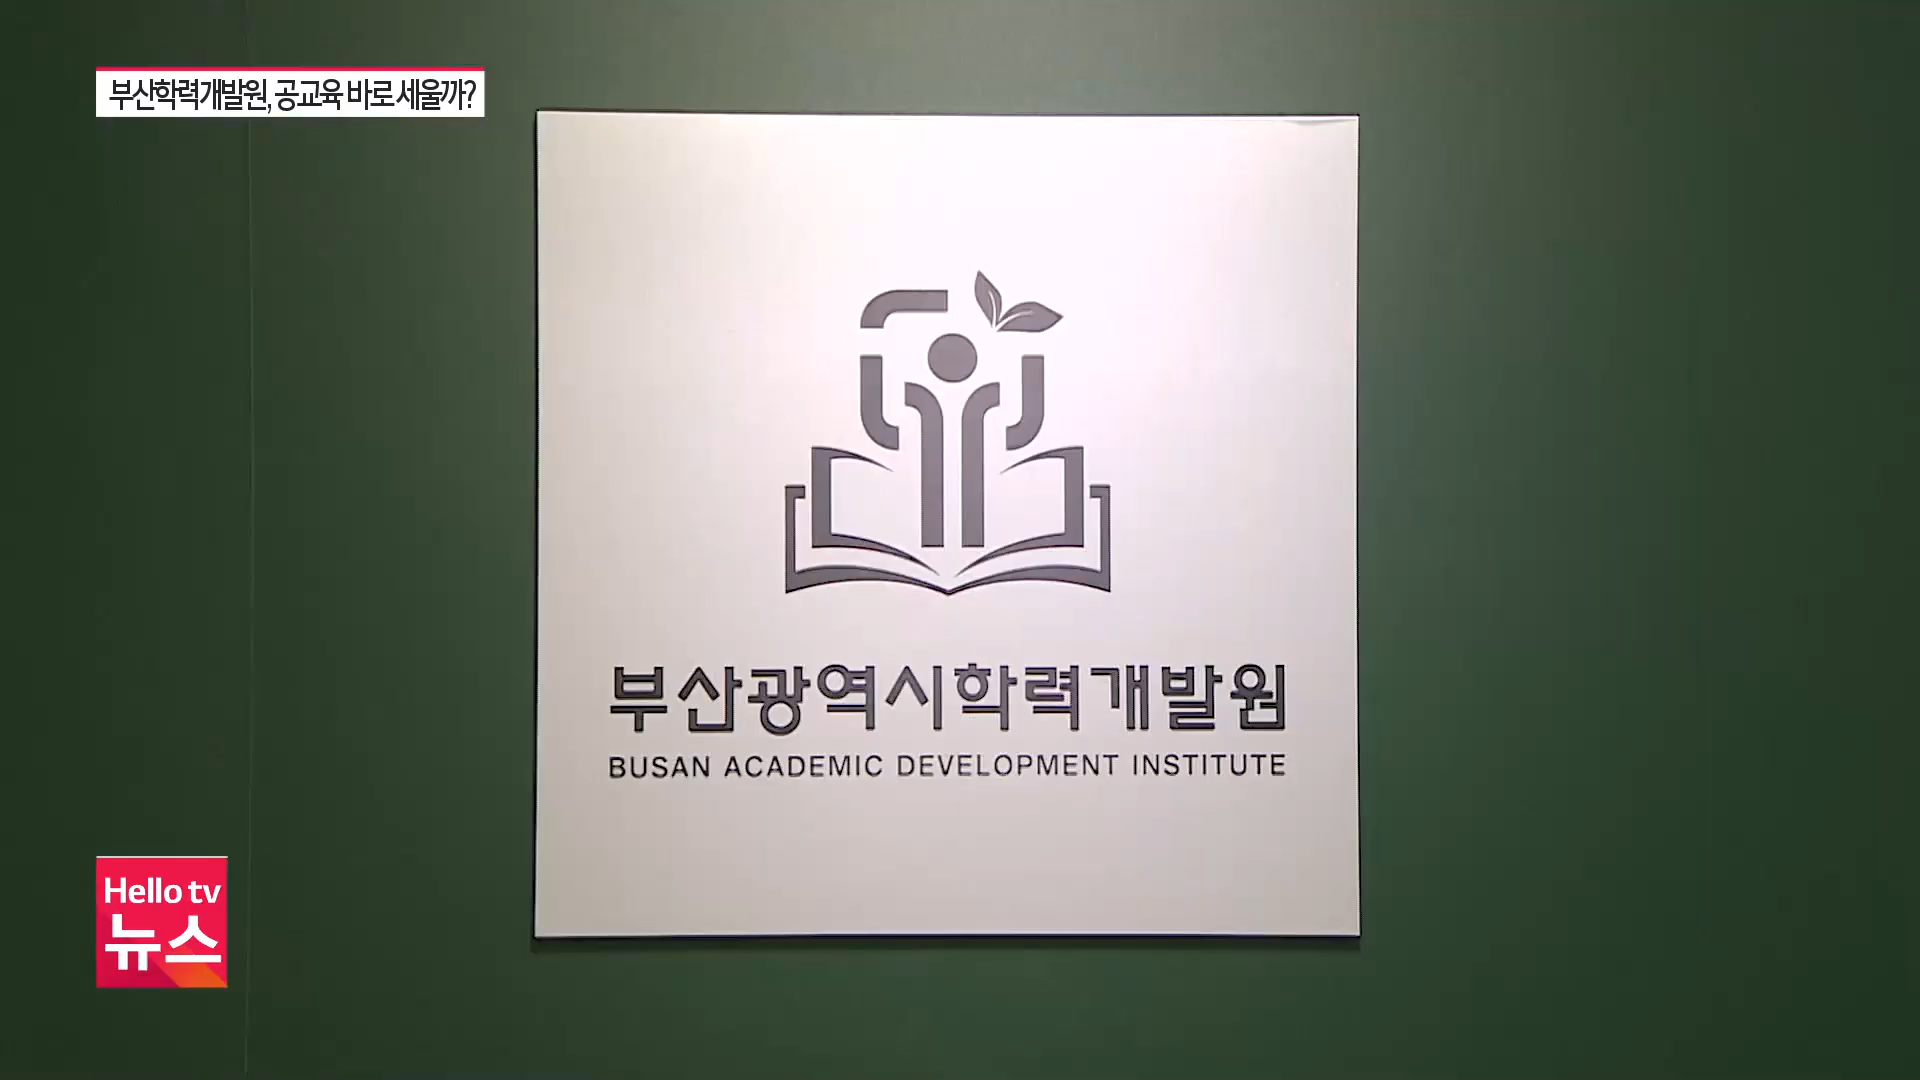 부산학력개발원, 공교육 바로 세울까?
부산광역시학력개발원
BUSAN ACADEMIC DEVELOPMENT INSTITUTE
Hello tv
뉴스